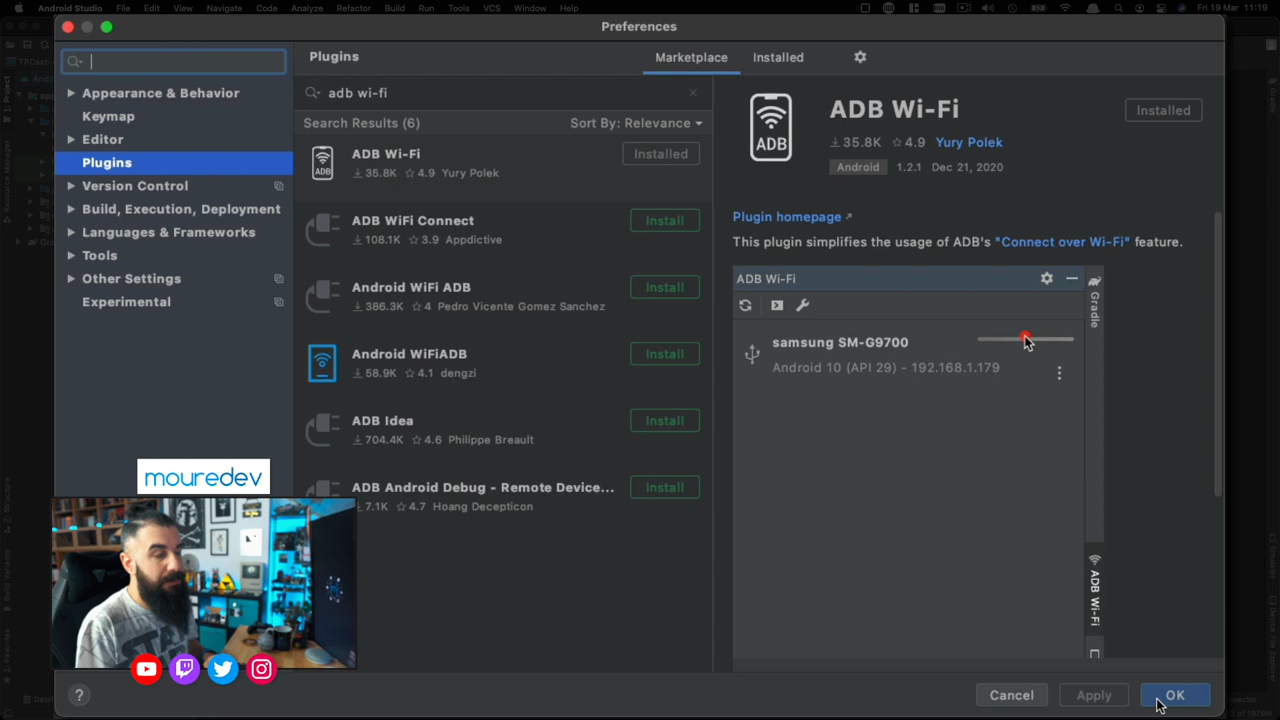 Android Studio File Edit View Navigate Code Analyze Refactor Build Run Tools VCS Window Help Fri 19 Mar 11:19
Preferences
Appearance & Behavior
Keymap
Editor
Plugins
Version Control
Build, Execution, Deployment
Languages & Frameworks
Tools
Other Settings
Experimental
Plugins Marketplace Installed
adb wi-fi
Search Results (6) Sort By: Relevance
ADB Wi-Fi Installed
35.8K 4.9 Yury Polek
ADB WiFi Connect Install
108.1K 3.9 Appdictive
Android WiFi ADB Install
386.3K 4 Pedro Vicente Gomez Sanchez
Android WiFiADB Install
58.9K 4.1 dengzi
ADB Idea Install
704.4K 4.6 Philippe Breault
ADB Android Debug - Remote Device... Install
7.1K 4.7 Hoang Decepticon
ADB
ADB Wi-Fi Installed
35.8K 4.9 Yury Polek
Android 1.2.1 Dec 21, 2020
Plugin homepage
This plugin simplifies the usage of ADB's "Connect over Wi-Fi" feature.
ADB Wi-Fi
samsung SM-G9700
Android 10 (API 29) - 192.168.1.179
Gradle
ADB Wi-Fi
mouredev
? Cancel Apply OK